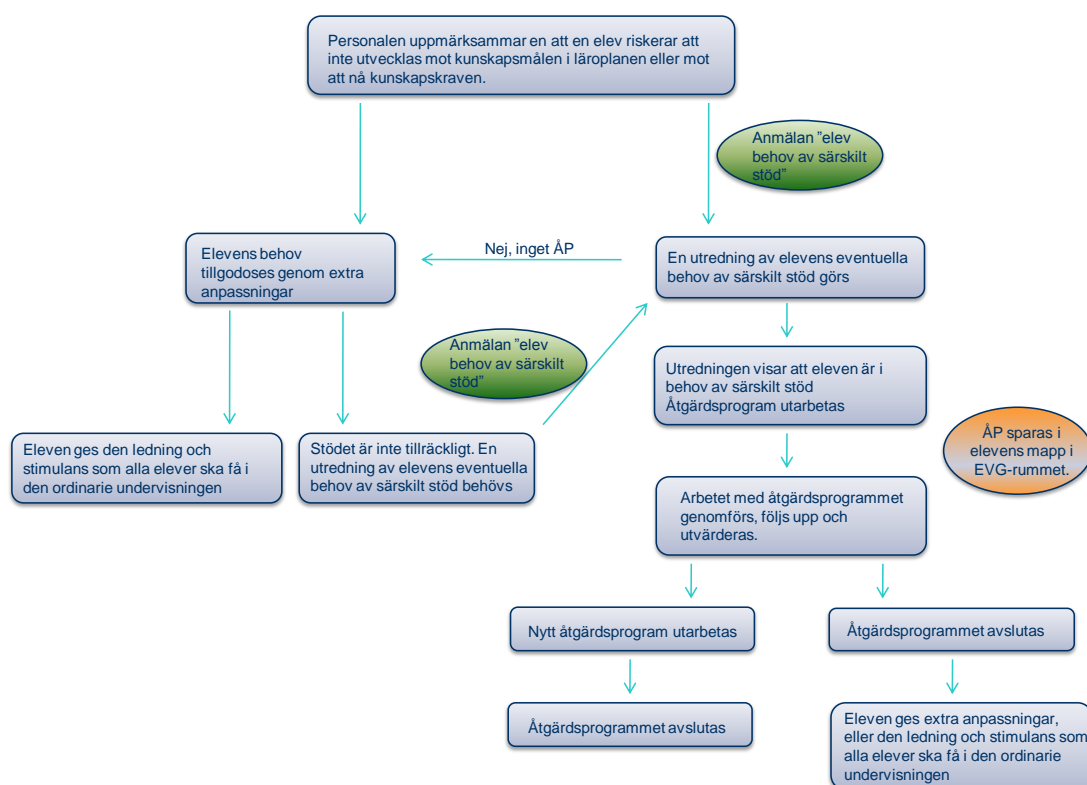 Personalen uppmärksammar en att en elev riskerar att
inte utvecklas mot kunskapsmålen i läroplanen eller mot
att nå kunskapskraven.
Anmälan "elev
behov av särskilt
stöd"
Elevens behov
tillgodoses genom extra
anpassningar
Nej, inget ÅP
En utredning av elevens eventuella
behov av särskilt stöd görs
Anmälan "elev
behov av särskilt
stöd"
Utredningen visar att eleven är i
behov av särskilt stöd
Åtgärdsprogram utarbetas
Eleven ges den ledning och
stimulans som alla elever ska få i
den ordinarie undervisningen
Stödet är inte tillräckligt. En
utredning av elevens eventuella
behov av särskilt stöd behövs
ÅP sparas i
elevens mapp i
EVG-rummet.
Arbetet med åtgärdsprogrammet
genomförs, följs upp och
utvärderas.
Nytt åtgärdsprogram utarbetas
Åtgärdsprogrammet avslutas
Åtgärdsprogrammet avslutas
Eleven ges extra anpassningar,
eller den ledning och stimulans som
alla elever ska få i den ordinarie
undervisningen